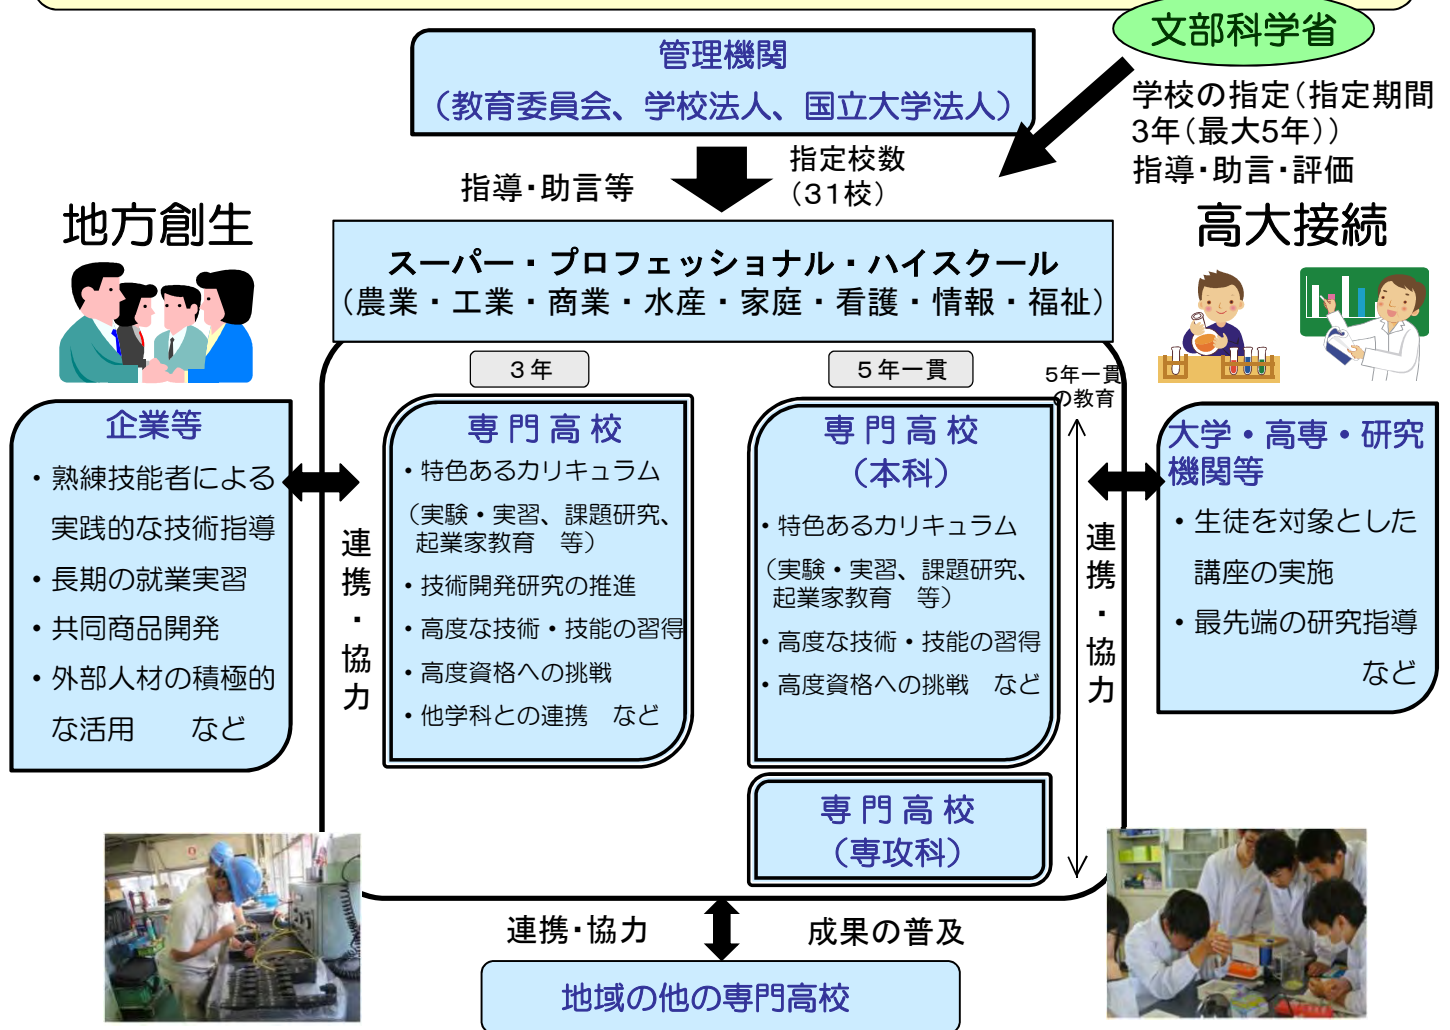 文部科学省
学校の指定（指定期間
3年（最大5年））
指導・助言・評価
管理機関
（教育委員会、学校法人、国立大学法人）
指導・助言等
指定校数
（31校）
地方創生
高大接続
スーパー・プロフェッショナル・ハイスクール
（農業・工業・商業・水産・家庭・看護・情報・福祉）
企業等
・熟練技能者による
実践的な技術指導
・長期の就業実習
・共同商品開発
・外部人材の積極的
な活用　など
連携・協力
３年
専門高校
・特色あるカリキュラム
（実験・実習、課題研究、
起業家教育　等）
・技術開発研究の推進
・高度な技術・技能の習得
・高度資格への挑戦
・他学科との連携　など
５年一貫
専門高校
（本科）
・特色あるカリキュラム
（実験・実習、課題研究、
起業家教育　等）
・高度な技術・技能の習得
・高度資格への挑戦　など
専門高校
（専攻科）
５年一貫
の教育
連携・協力
大学・高専・研究
機関等
・生徒を対象とした
講座の実施
・最先端の研究指導
など
連携・協力
成果の普及
地域の他の専門高校